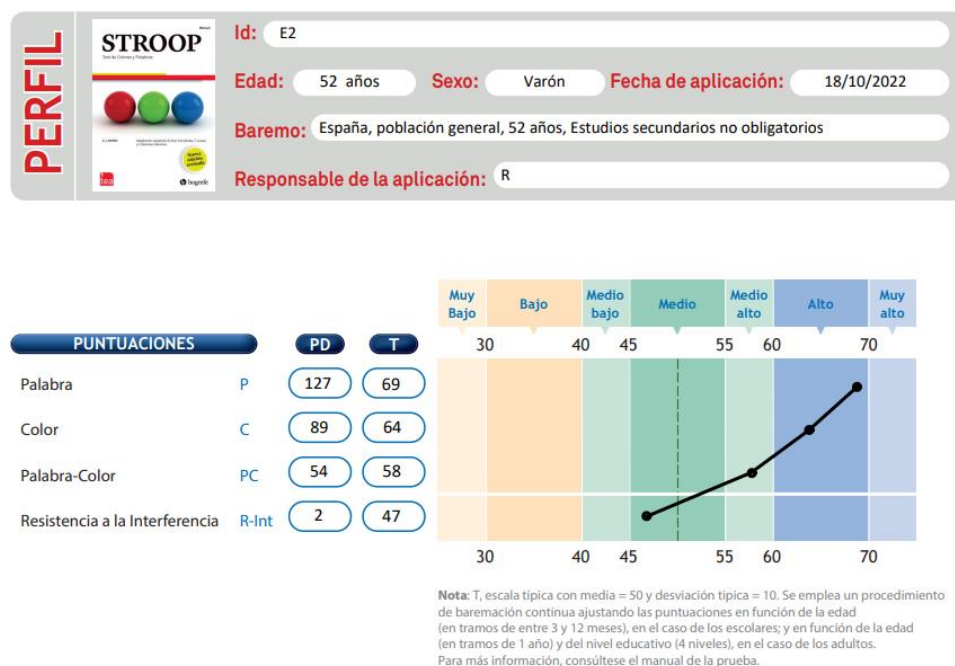 PERFIL
Manual
STROOP
Test de Colores y Palabras
tea
hogrefe
Id: E2
Edad: 52 años Sexo: Varón Fecha de aplicación: 18/10/2022
Baremo: España, población general, 52 años, Estudios secundarios no obligatorios
Responsable de la aplicación: R
Muy Bajo Bajo Medio bajo Medio Medio alto Alto Muy alto
PUNTUACIONES PD T 30 40 45 55 60 70
Palabra P 127 69
Color C 89 64
Palabra-Color PC 54 58
Resistencia a la Interferencia R-Int 2 47
30 40 45 55 60 70
Nota: T, escala típica con media = 50 y desviación típica = 10. Se emplea un procedimiento
de baremación continua ajustando las puntuaciones en función de la edad
(en tramos de entre 3 y 12 meses), en el caso de los escolares; y en función de la edad
(en tramos de 1 año) y del nivel educativo (4 niveles), en el caso de los adultos.
Para más información, consúltese el manual de la prueba.